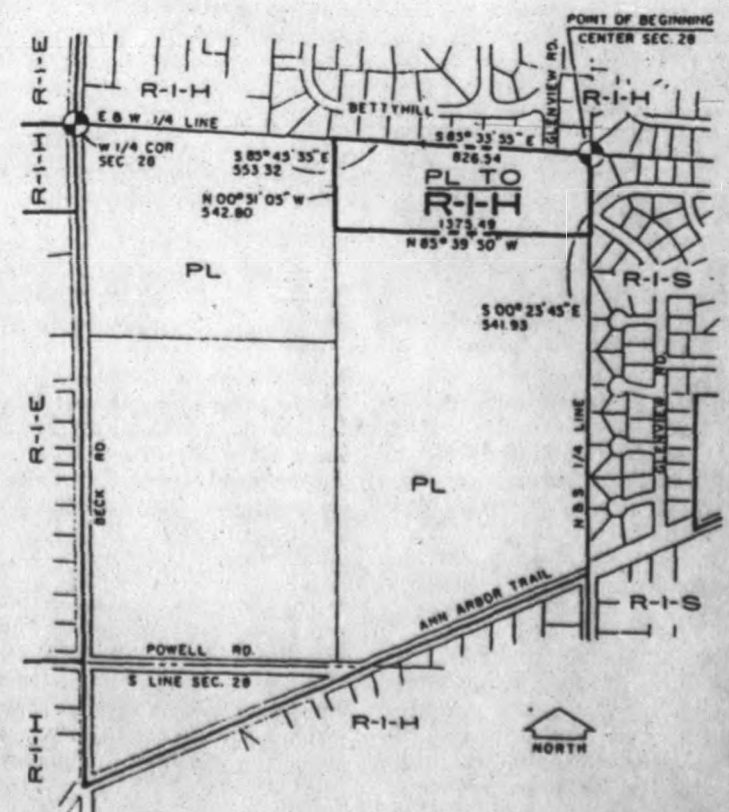 POINT OF BEGINNING
CENTER SEC. 28
R-1-E
R-1-H
BETTYHILL
GLENVIEW RD.
R-1-H
E & W 1/4 LINE
W 1/4 COR
SEC. 28
R-1-H
S 85° 45' 35" E
553.32
S 85° 35' 55" E
826.54
N 00° 51' 05" W
542.80
PL TO
R-1-H
1375.49
N 85° 39' 50" W
PL
R-1-S
S 00° 23' 45" E
541.93
R-1-E
BECK RD.
PL
N & S 1/4 LINE
GLENVIEW RD.
ANN ARBOR TRAIL
R-1-S
POWELL RD.
S LINE SEC. 28
R-1-H
R-1-H
NORTH